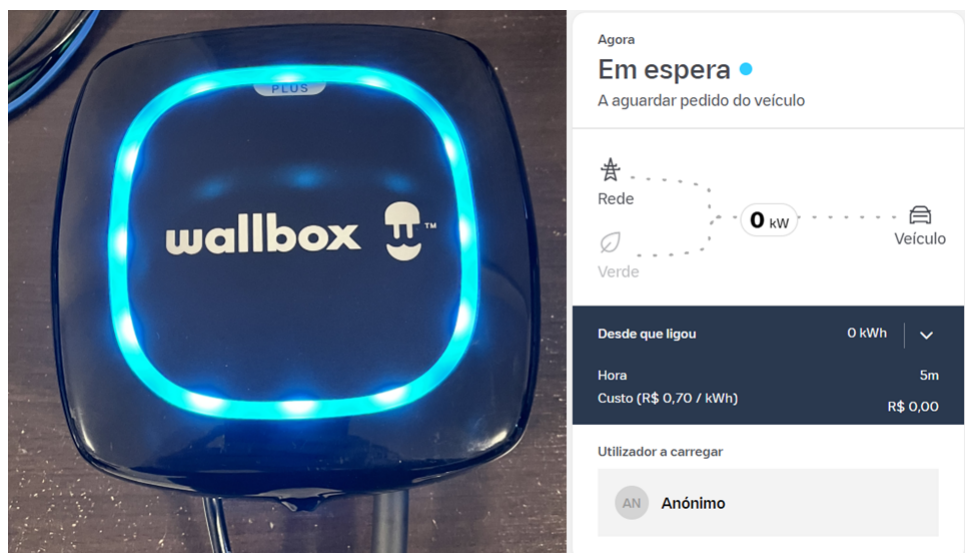 PLUS
wallbox ™
Agora
Em espera
A aguardar pedido do veículo
Rede
0 kW
Veículo
Verde
Desde que ligou 0 kWh
Hora 5m
Custo (R$ 0,70 / kWh) R$ 0,00
Utilizador a carregar
AN Anónimo